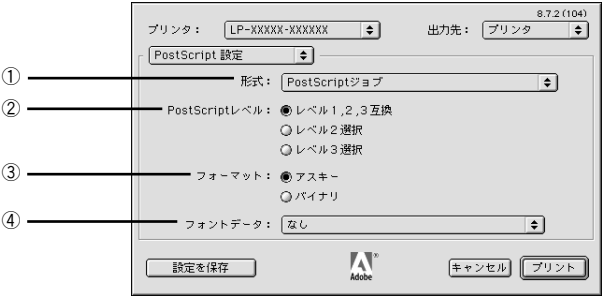 8.7.2 (104)
プリンタ： LP-XXXXX-XXXXXX 出力先： プリンタ
PostScript 設定
① 形式： PostScriptジョブ
② PostScriptレベル： レベル 1 , 2 , 3 互換
レベル 2 選択
レベル 3 選択
③ フォーマット： アスキー
バイナリ
④ フォントデータ： なし
設定を保存 Adobe ® キャンセル プリント